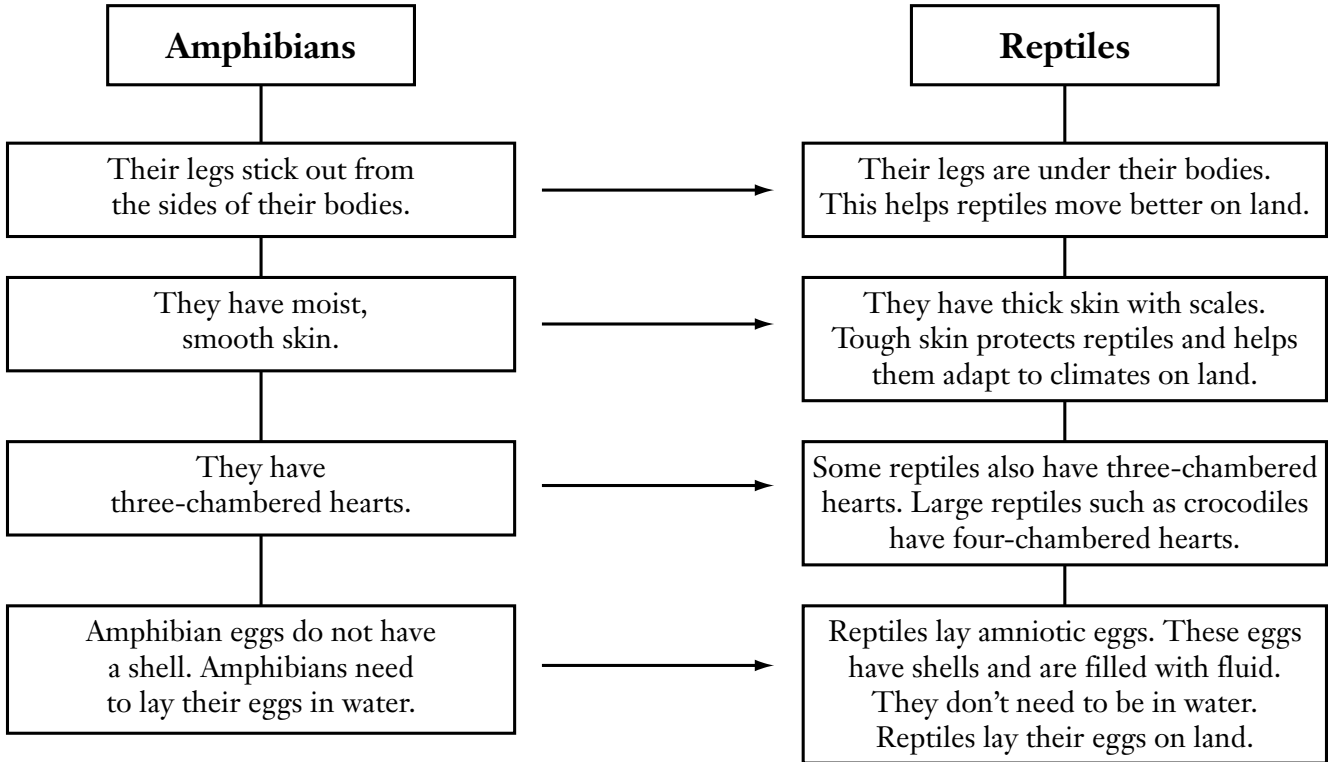 Amphibians
Their legs stick out from
the sides of their bodies.
They have moist,
smooth skin.
They have
three-chambered hearts.
Amphibian eggs do not have
a shell. Amphibians need
to lay their eggs in water.
Reptiles
Their legs are under their bodies.
This helps reptiles move better on land.
They have thick skin with scales.
Tough skin protects reptiles and helps
them adapt to climates on land.
Some reptiles also have three-chambered
hearts. Large reptiles such as crocodiles
have four-chambered hearts.
Reptiles lay amniotic eggs. These eggs
have shells and are filled with fluid.
They don’t need to be in water.
Reptiles lay their eggs on land.